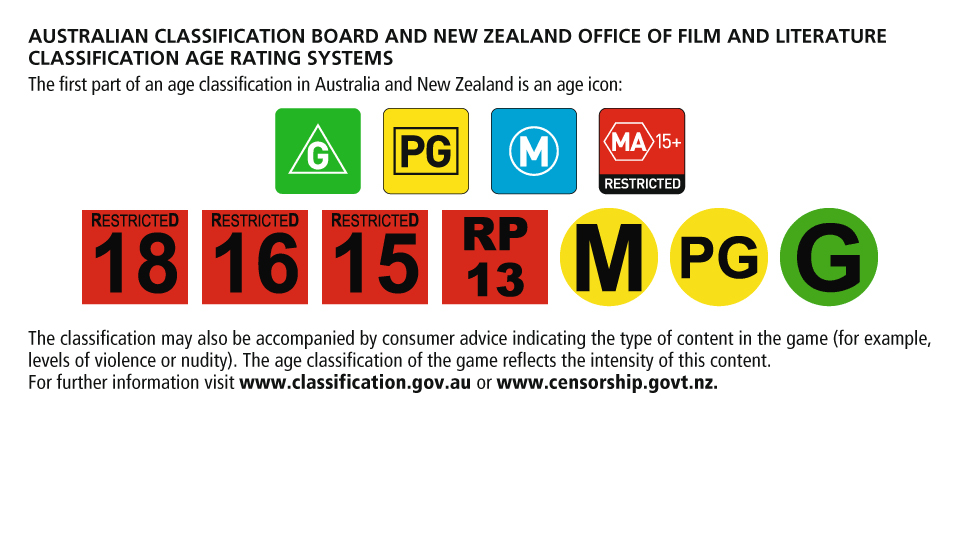 AUSTRALIAN CLASSIFICATION BOARD AND NEW ZEALAND OFFICE OF FILM AND LITERATURE
CLASSIFICATION AGE RATING SYSTEMS
The first part of an age classification in Australia and New Zealand is an age icon:
G PG M MA 15+
RESTRICTED
RESTRICTED RESTRICTED RESTRICTED RP
18 16 15 13 M PG G
The classification may also be accompanied by consumer advice indicating the type of content in the game (for example,
levels of violence or nudity). The age classification of the game reflects the intensity of this content.
For further information visit www.classification.gov.au or www.censorship.govt.nz.